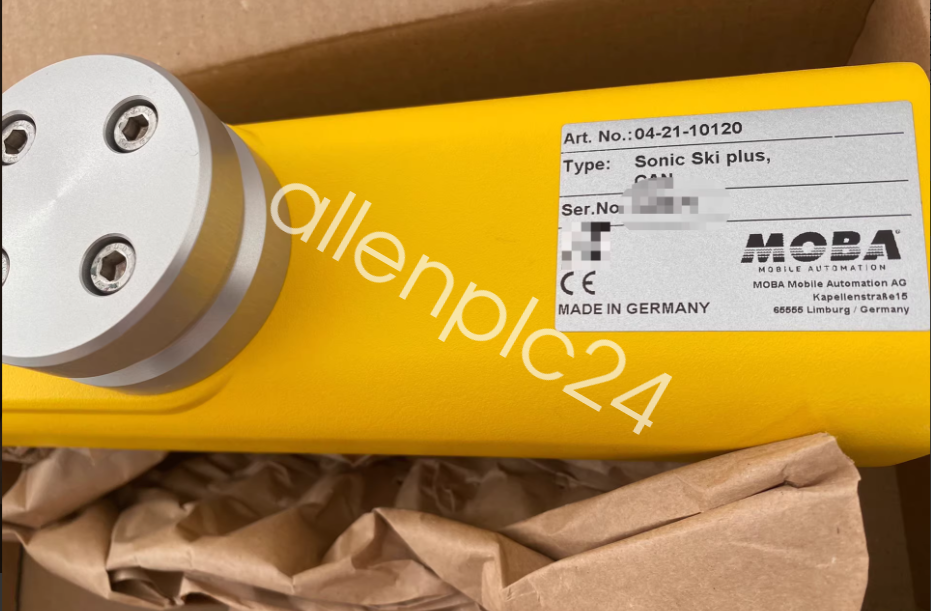 Art. No.: 04-21-10120
Type: Sonic Ski plus,
CAN
Ser.No
MOBA®
MOBILE AUTOMATION
MOBA Mobile Automation AG
Kapellenstraße15
65555 Limburg / Germany
CE
MADE IN GERMANY
allenplc24